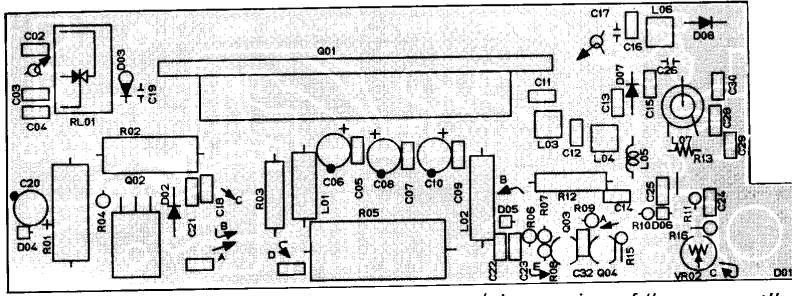 C17 L06
C02 D03 Q01 C16 D08
C19 C11 D07 C26 C30
C03 C13 C15 C28
C04 RL01 L03 C12 L04 L05 L07 C29
R02 R13
C20 Q02 D02 C06 C05 C08 C07 C10 C09 B R12 C25
R04 C21 C18 C R03 L01 R05 L02 D05 R06 R07 Q03 R09 A C14 R10 D06 R11 C24
D04 R01 B D R15 R16
A C22 C23 E R08 C32 Q04 VR02 C D01